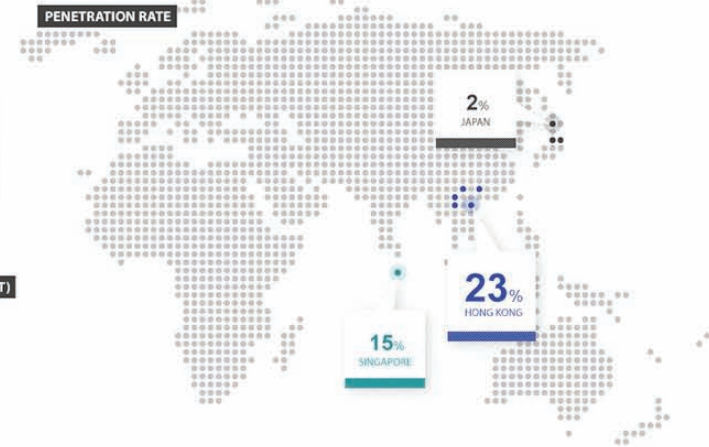 PENETRATION RATE
2%
JAPAN
T)
23%
HONG KONG
15%
SINGAPORE